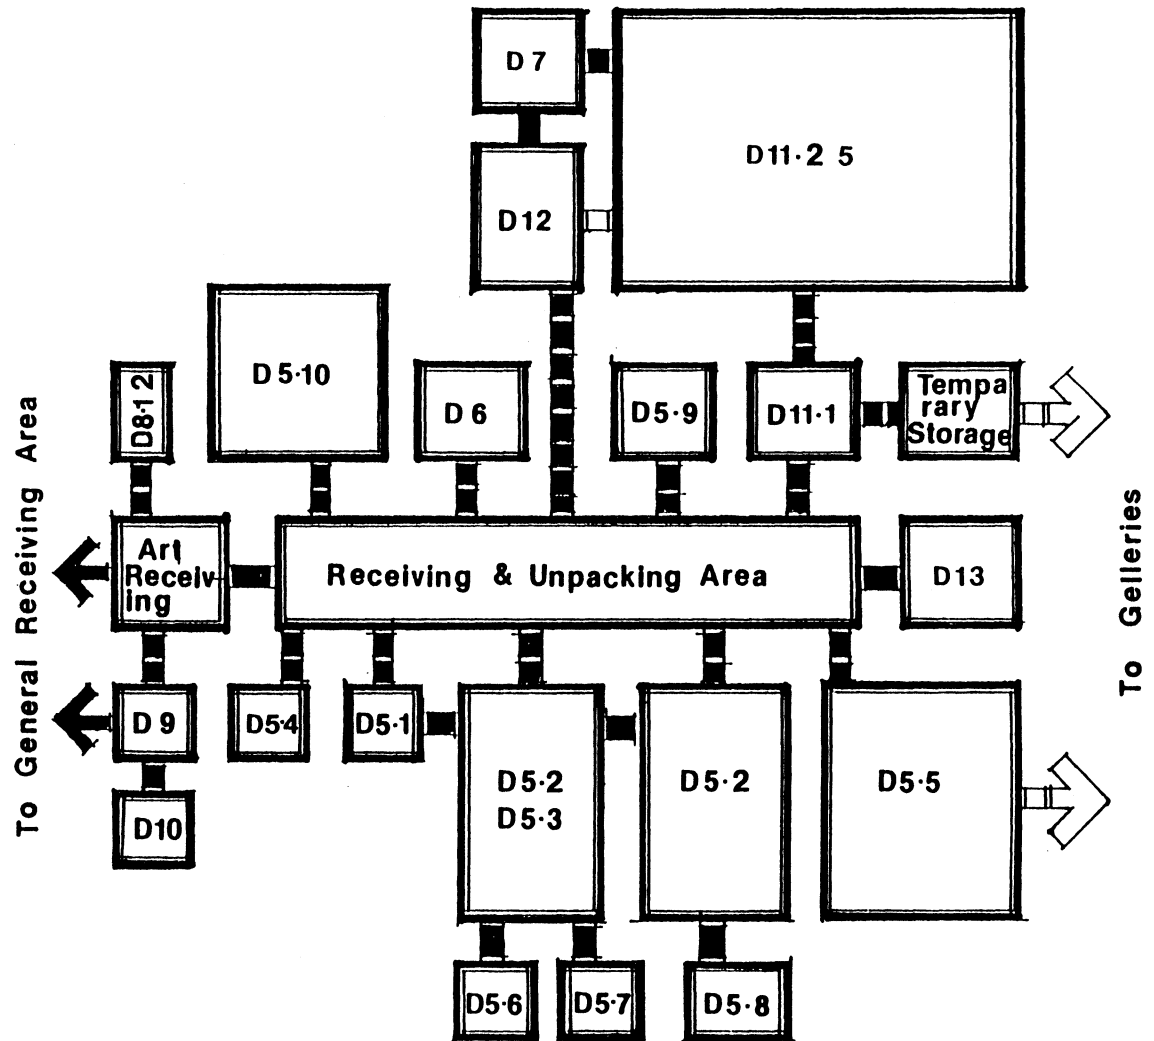 D 7
D11·2 5
D12
D 5·10
D8·1 2
D 6
D5·9
D11·1
Tempa
rary
Storage
To General Receiving Area
Art
Receiv-
ing
Receiving & Unpacking Area
D13
To Gelleries
D 9
D5·4
D5·1
D5·2
D5·3
D5·2
D5·5
D10
D5·6
D5·7
D5·8